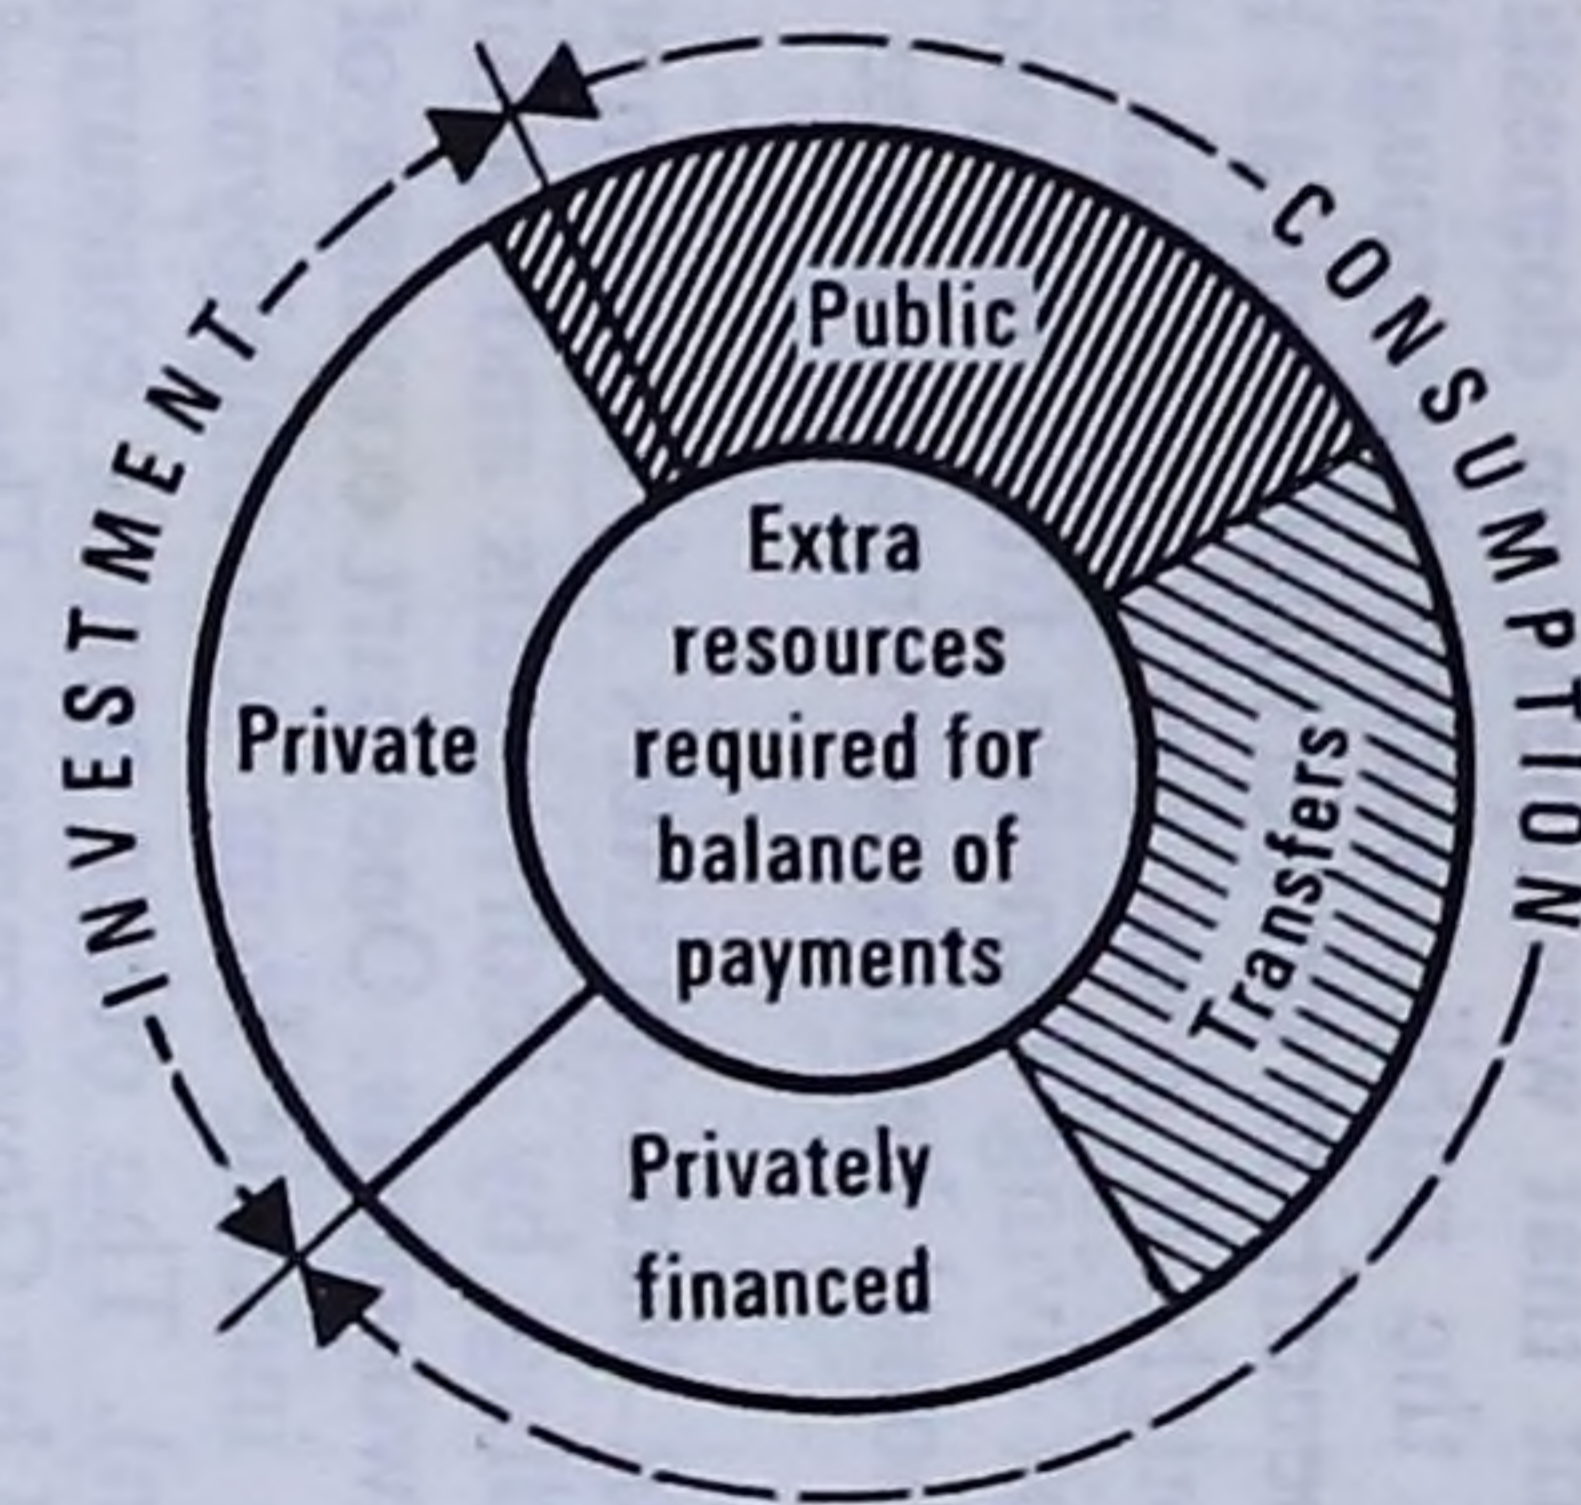 INVESTMENT
CONSUMPTION
Public
Extra
resources
required for
balance of
payments
Private
Transfers
Privately
financed